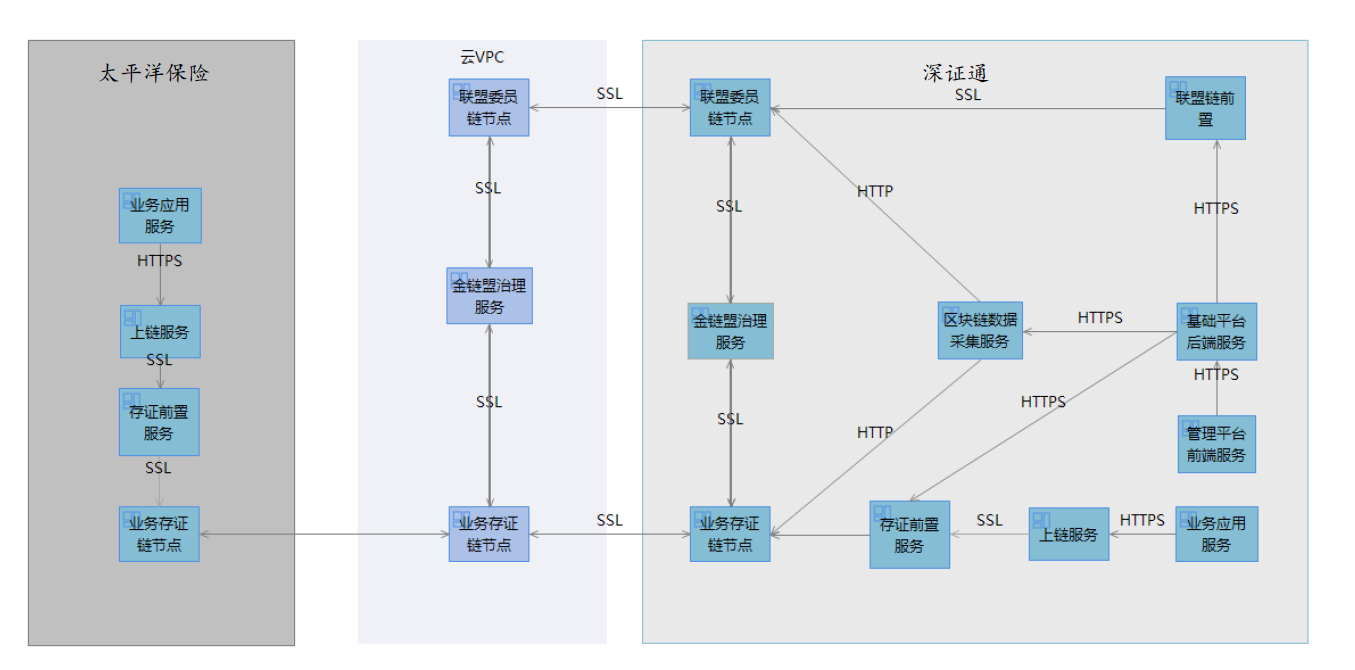 太平洋保险
业务应用
服务
HTTPS
上链服务
SSL
存证前置
服务
SSL
业务存证
链节点
云VPC
联盟委员
链节点
SSL
金链盟治理
服务
SSL
业务存证
链节点
SSL
SSL
深证通
联盟委员
链节点
SSL
联盟链前
置
SSL
HTTP
HTTPS
金链盟治理
服务
区块链数据
采集服务
HTTPS
基础平台
后端服务
HTTPS
HTTPS
SSL
HTTP
管理平台
前端服务
业务存证
链节点
存证前置
服务
SSL
上链服务
HTTPS
业务应用
服务